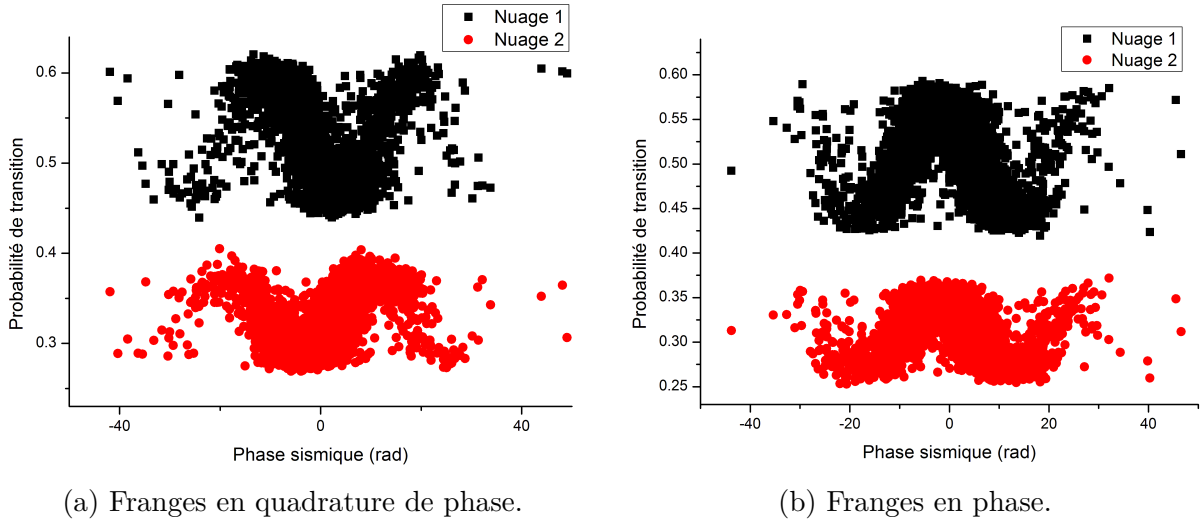 Nuage 1
Nuage 2
Probabilité de transition
0.6
0.5
0.4
0.3
-40
-20
0
20
40
Phase sismique (rad)
(a) Franges en quadrature de phase.
Nuage 1
Nuage 2
Probabilité de transition
0.60
0.55
0.50
0.45
0.40
0.35
0.30
0.25
-40
-20
0
20
40
Phase sismique (rad)
(b) Franges en phase.